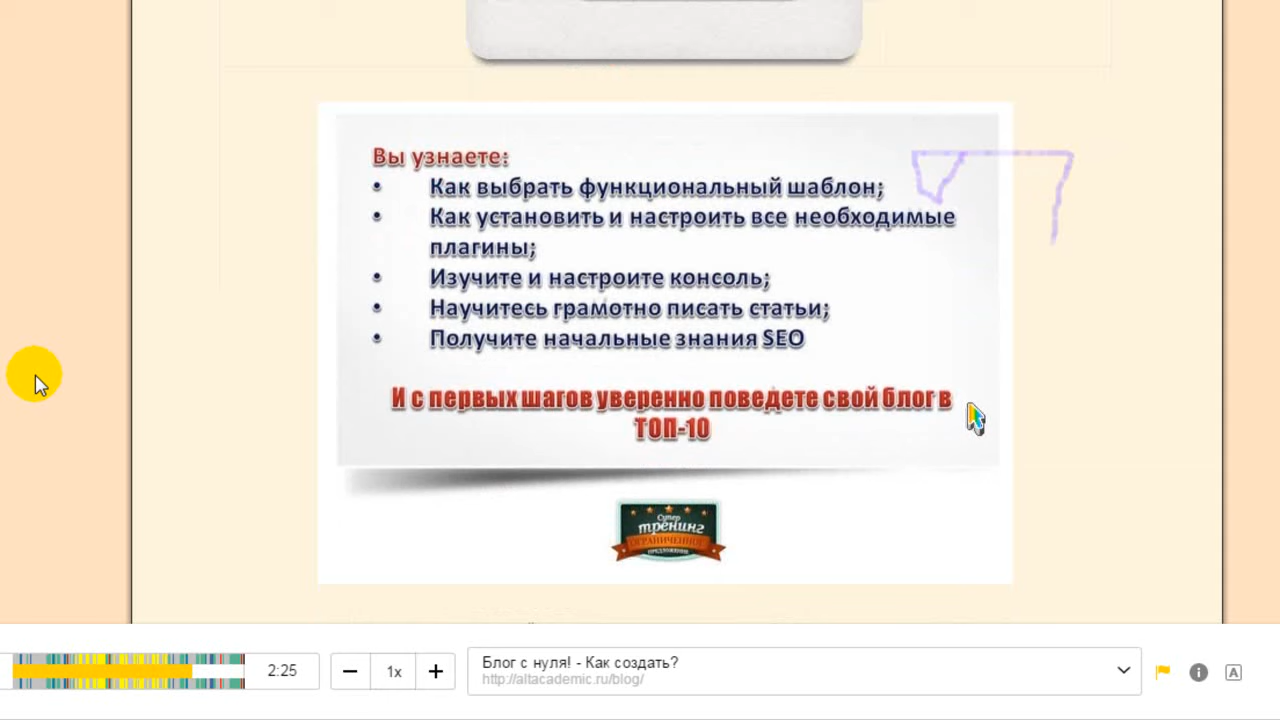 Вы узнаете:
• Как выбрать функциональный шаблон;
• Как установить и настроить все необходимые
плагины;
• Изучите и настроите консоль;
• Научитесь грамотно писать статьи;
• Получите начальные знания SEO
И с первых шагов уверенно поведете свой блог в
ТОП-10
Супер
тренинг
ОГРАНИЧЕННОЕ
ПРЕДЛОЖЕНИЕ
2:25
1x
Блог с нуля! - Как создать?
http://altacademic.ru/blog/
A